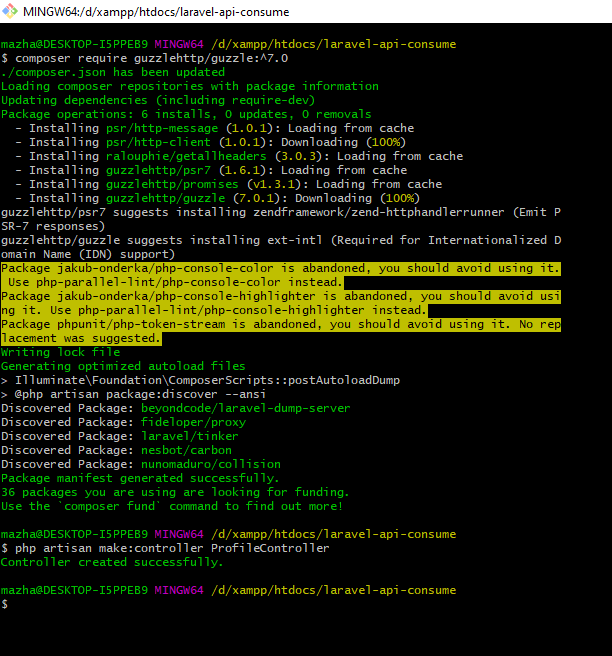 MINGW64:/d/xampp/htdocs/laravel-api-consume
mazha@DESKTOP-I5PPEB9 MINGW64 /d/xampp/htdocs/laravel-api-consume
$ composer require guzzlehttp/guzzle:^7.0
./composer.json has been updated
Loading composer repositories with package information
Updating dependencies (including require-dev)
Package operations: 6 installs, 0 updates, 0 removals
  - Installing psr/http-message (1.0.1): Loading from cache
  - Installing psr/http-client (1.0.1): Downloading (100%)
  - Installing ralouphie/getallheaders (3.0.3): Loading from cache
  - Installing guzzlehttp/psr7 (1.6.1): Loading from cache
  - Installing guzzlehttp/promises (v1.3.1): Loading from cache
  - Installing guzzlehttp/guzzle (7.0.1): Downloading (100%)
guzzlehttp/psr7 suggests installing zendframework/zend-httphandlerrunner (Emit P
SR-7 responses)
guzzlehttp/guzzle suggests installing ext-intl (Required for Internationalized D
omain Name (IDN) support)
Package jakub-onderka/php-console-color is abandoned, you should avoid using it.
 Use php-parallel-lint/php-console-color instead.
Package jakub-onderka/php-console-highlighter is abandoned, you should avoid usi
ng it. Use php-parallel-lint/php-console-highlighter instead.
Package phpunit/php-token-stream is abandoned, you should avoid using it. No rep
lacement was suggested.
Writing lock file
Generating optimized autoload files
> Illuminate\Foundation\ComposerScripts::postAutoloadDump
> @php artisan package:discover --ansi
Discovered Package: beyondcode/laravel-dump-server
Discovered Package: fideloper/proxy
Discovered Package: laravel/tinker
Discovered Package: nesbot/carbon
Discovered Package: nunomaduro/collision
Package manifest generated successfully.
36 packages you are using are looking for funding.
Use the `composer fund` command to find out more!
mazha@DESKTOP-I5PPEB9 MINGW64 /d/xampp/htdocs/laravel-api-consume
$ php artisan make:controller ProfileController
Controller created successfully.
mazha@DESKTOP-I5PPEB9 MINGW64 /d/xampp/htdocs/laravel-api-consume
$